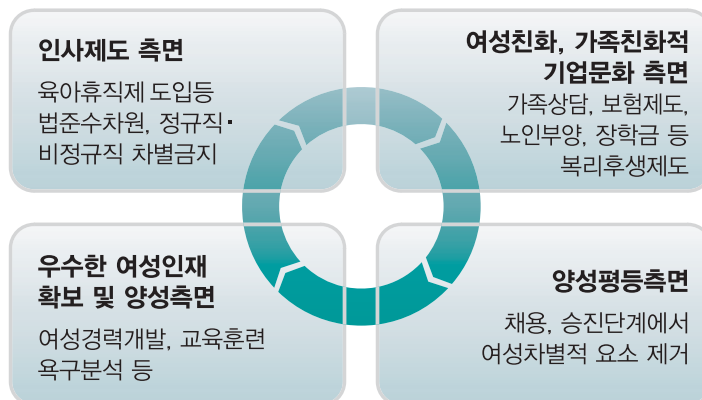 인사제도 측면
육아휴직제 도입등
법준수차원, 정규직·
비정규직 차별금지
여성친화, 가족친화적
기업문화 측면
가족상담, 보험제도,
노인부양, 장학금 등
복리후생제도
우수한 여성인재
확보 및 양성측면
여성경력개발, 교육훈련
욕구분석 등
양성평등측면
채용, 승진단계에서
여성차별적 요소 제거